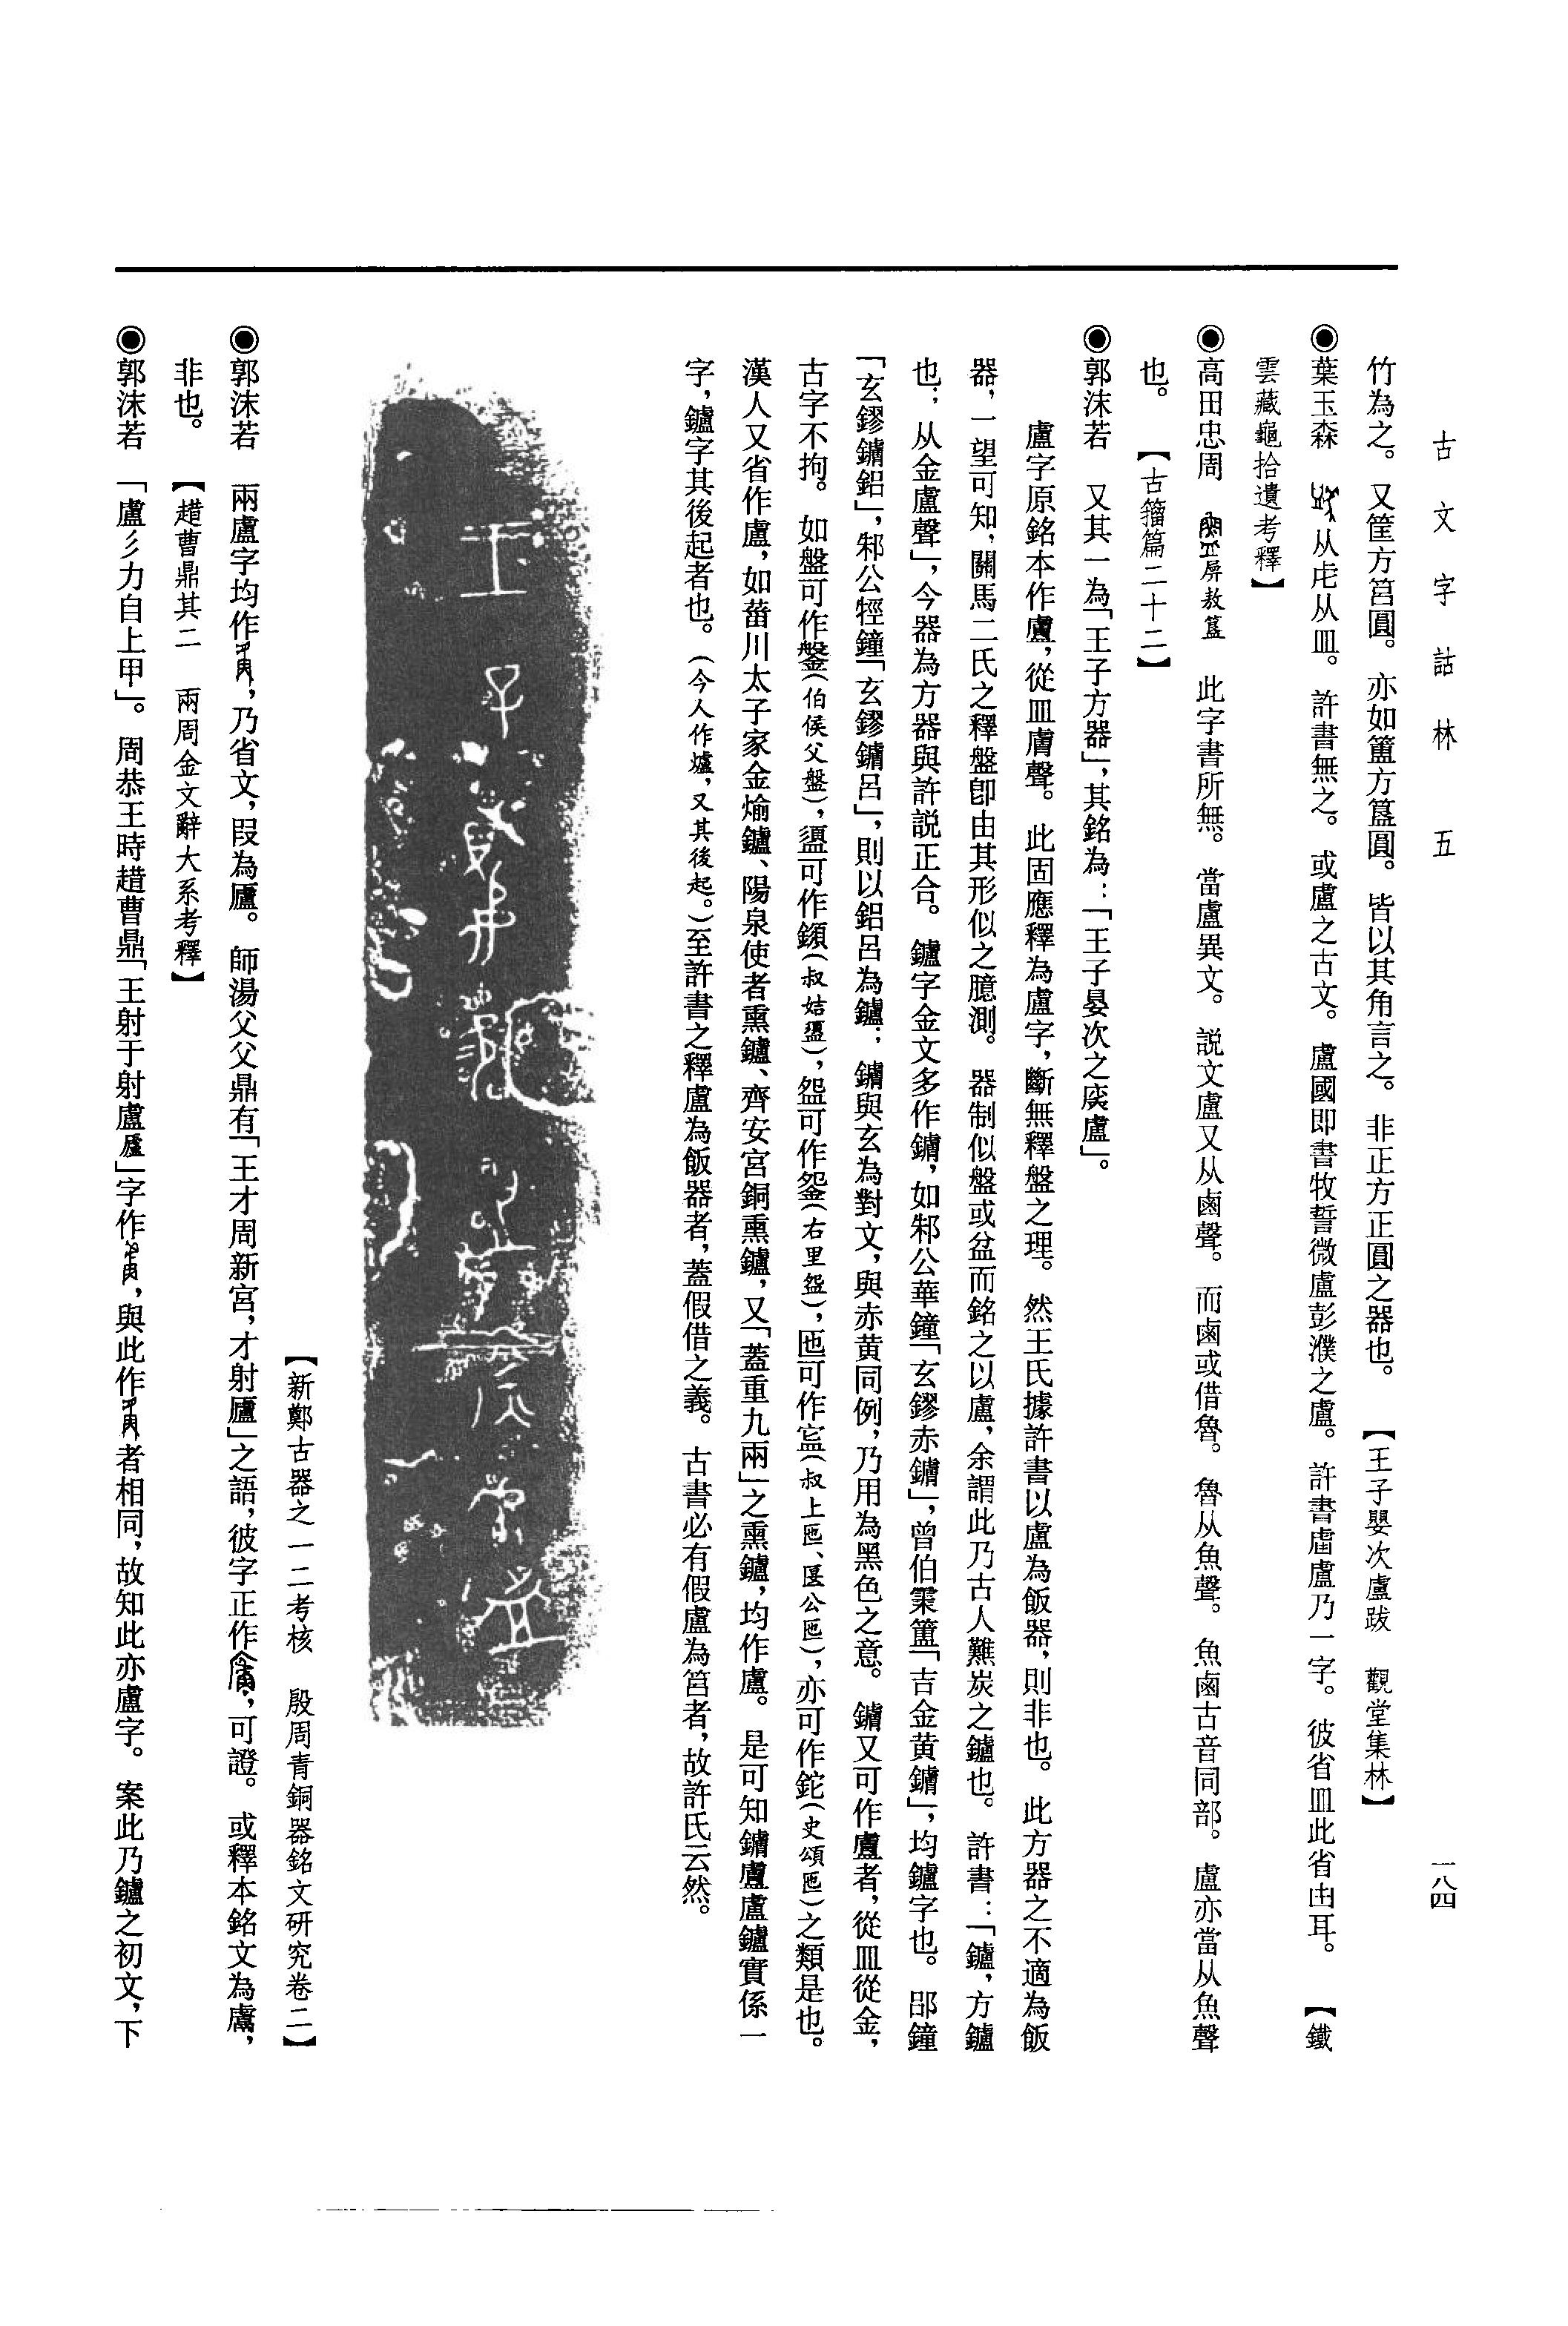 古文字詁林 五
一八四
竹為之。又筐方筥圓。亦如簠方簋圓。皆以其角言之。非正方正圓之器也。【王子嬰次盧跋 觀堂集林】
◉葉玉森 从虍从皿。許書無之。或盧之古文。盧國即書牧誓微盧彭濮之盧。許書虘盧乃一字。彼省皿此省甾耳。【鐵
雲藏龜拾遺考釋】
◉高田忠周 㞕敖簋 此字書所無。當盧異文。説文盧又从鹵聲。而鹵或借魯。魯从魚聲。魚鹵古音同部。盧亦當从魚聲
也。【古籀篇二十二】
◉郭沫若 又其一為「王子方器」,其銘為:「王子晏次之㡴盧」。
盧字原銘本作䀇,從皿膚聲。此固應釋為盧字,斷無釋盤之理。然王氏據許書以盧為飯器,則非也。此方器之不適為飯
器,一望可知,關馬二氏之釋盤卽由其形似之臆測。器制似盤或盆而銘之以盧,余謂此乃古人難炭之鑪也。許書:「鑪,方鑪
也;从金盧聲」,今器為方器與許説正合。鑪字金文多作鏞,如邾公華鐘「玄鏐赤鏞」,曾伯霥簠「吉金黄鏞」,均鑪字也。郘鐘
「玄鏐鏞鋁」,邾公牼鐘「玄鏐鏞呂」,則以鋁呂為鑪;鏞與玄為對文,與赤黄同例,乃用為黑色之意。鏞又可作䀇者,從皿從金,
古字不拘。如盤可作鎜(伯侯父盤),盨可作鎮(叔姞盨),盌可作䤪(右里盌),匜可作㿽(叔上匜、㠱公匜),亦可作鉈(史頌匜)之類是也。
漢人又省作盧,如菑川太子家金熁鑪、陽泉使者熏鑪、齊安宮銅熏鑪,又「蓋重九兩」之熏鑪,均作盧。是可知鏞䀇盧鑪實係一
字,鑪字其後起者也。(今人作爐,又其後起。)至許書之釋盧為飯器者,蓋假借之義。古書必有假盧為筥者,故許氏云然。
【新鄭古器之一二考核 殷周青銅器銘文研究卷二】
◉郭沫若 兩盧字均作,乃省文,叚為廬。師湯父父鼎有「王才周新宮,才射廬」之語,彼字正作,可證。或釋本銘文為虜,
非也。【趞曹鼎其二 兩周金文辭大系考釋】
◉郭沫若 「盧彡力自上甲」。周恭王時趞曹鼎「王射于射盧廬」字作,與此作者相同,故知此亦盧字。案此乃鑪之初文,下